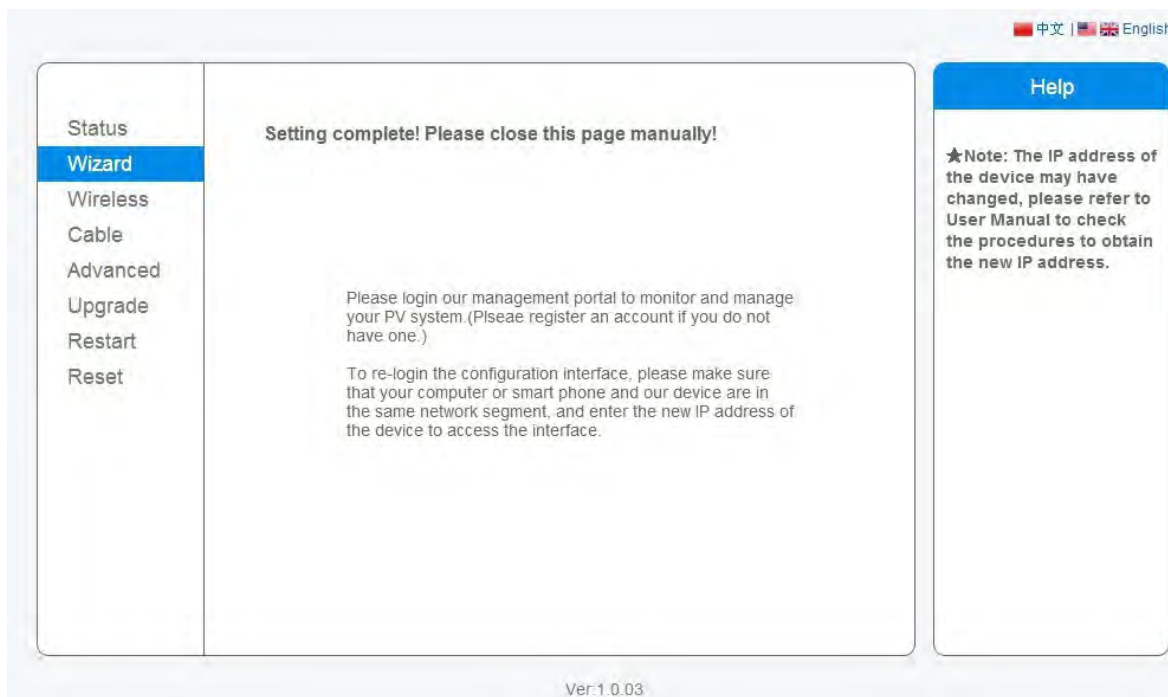 中文 | English
Help
Status
Wizard
Wireless
Cable
Advanced
Upgrade
Restart
Reset
Setting complete! Please close this page manually!
Please login our management portal to monitor and manage
your PV system.(Plseae register an account if you do not
have one.)
To re-login the configuration interface, please make sure
that your computer or smart phone and our device are in
the same network segment, and enter the new IP address of
the device to access the interface.
★Note: The IP address of
the device may have
changed, please refer to
User Manual to check
the procedures to obtain
the new IP address.
Ver:1.0.03